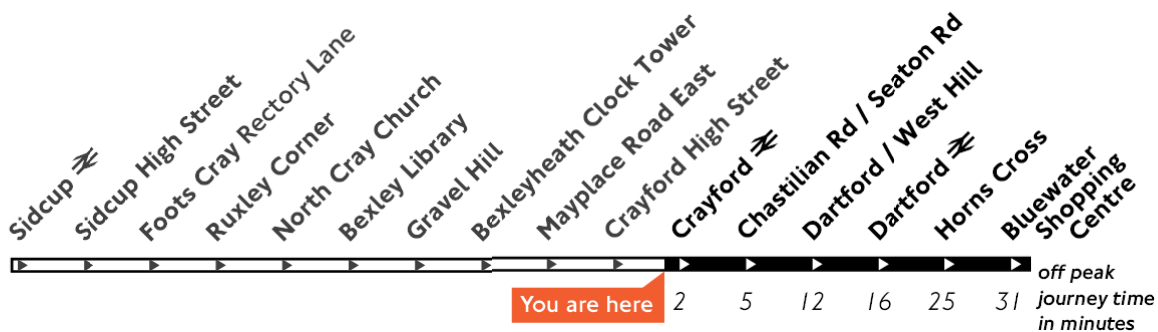 Sidcup
Sidcup High Street
Foots Cray Rectory Lane
Ruxley Corner
North Cray Church
Bexley Library
Gravel Hill
Bexleyheath Clock Tower
Mayplace Road East
Crayford High Street
Crayford
Chastilian Rd / Seaton Rd
Dartford / West Hill
Dartford
Horns Cross
Bluewater
Shopping
Centre
You are here
2 5 12 16 25 31
off peak
journey time
in minutes